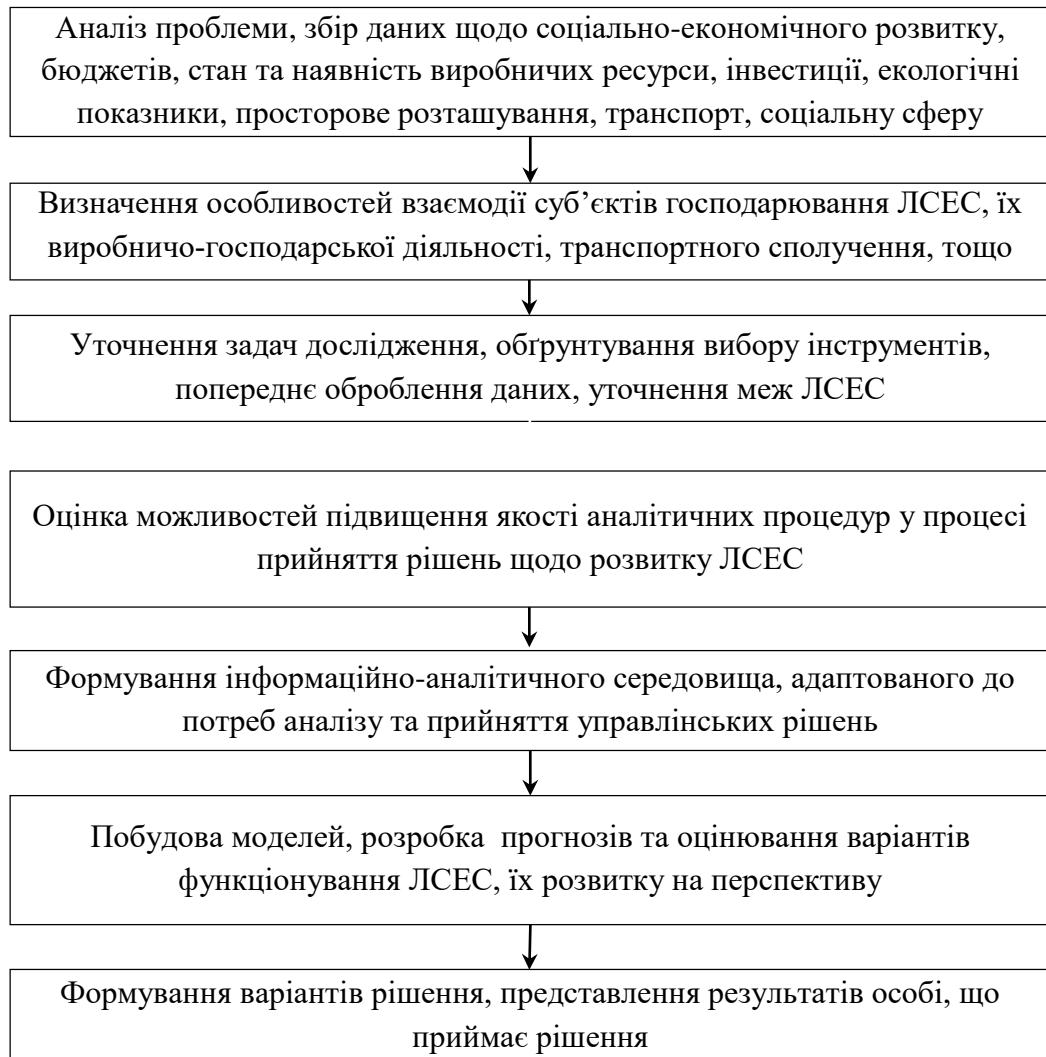 Аналіз проблеми, збір даних щодо соціально-економічного розвитку,
бюджетів, стан та наявність виробничих ресурси, інвестиції, екологічні
показники, просторове розташування, транспорт, соціальну сферу
Визначення особливостей взаємодії суб’єктів господарювання ЛСЕС, їх
виробничо-господарської діяльності, транспортного сполучення, тощо
Уточнення задач дослідження, обґрунтування вибору інструментів,
попереднє оброблення даних, уточнення меж ЛСЕС
Оцінка можливостей підвищення якості аналітичних процедур у процесі
прийняття рішень щодо розвитку ЛСЕС
Формування інформаційно-аналітичного середовища, адаптованого до
потреб аналізу та прийняття управлінських рішень
Побудова моделей, розробка прогнозів та оцінювання варіантів
функціонування ЛСЕС, їх розвитку на перспективу
Формування варіантів рішення, представлення результатів особі, що
приймає рішення